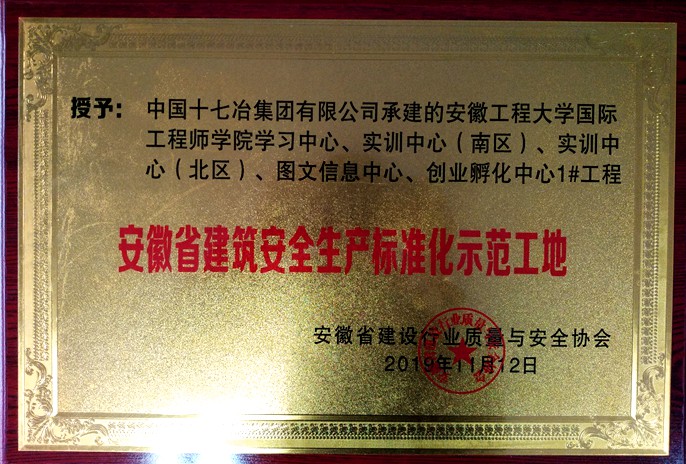 授予：中国十七冶集团有限公司承建的安徽工程大学国际
工程师学院学习中心、实训中心（南区）、实训中
心（北区）、图文信息中心、创业孵化中心1#工程
安徽省建筑安全生产标准化示范工地
安徽省建设行业质量与安全协会
2019年11月12日